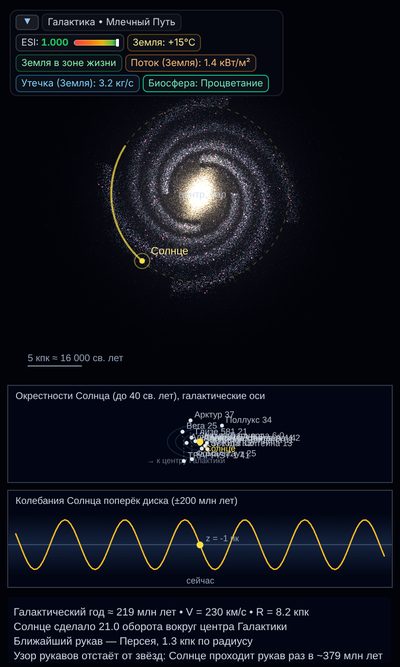 ▼ Галактика • Млечный Путь
ESI: 1.000 Земля: +15°C
Земля в зоне жизни Поток (Земля): 1.4 кВт/м²
Утечка (Земля): 3.2 кг/с Биосфера: Процветание
Солнце
5 кпк ≈ 16 000 св. лет
Окрестности Солнца (до 40 св. лет), галактические оси
Арктур 37
Поллукс 34
Вега 25
Глизе 581 21
Солнце
→ к центру Галактики
Колебания Солнца поперёк диска (±200 млн лет)
z = -1 пк
сейчас
Галактический год ≈ 219 млн лет • V = 230 км/с • R = 8.2 кпк
Солнце сделало 21.0 оборота вокруг центра Галактики
Ближайший рукав — Персея, 1.3 кпк по радиусу
Узор рукавов отстаёт от звёзд: Солнце проходит рукав раз в ~379 млн лет